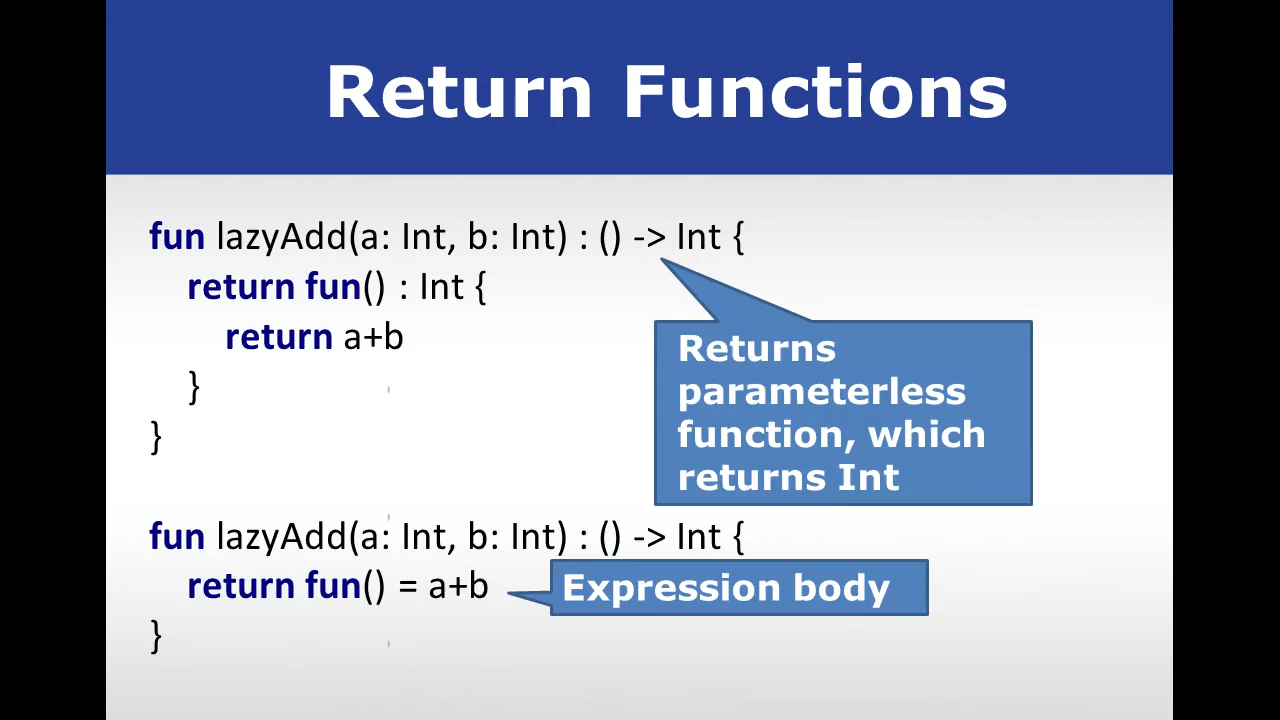 Return Functions
fun lazyAdd(a: Int, b: Int) : () -> Int {
return fun() : Int {
return a+b
}
}
Returns
parameterless
function, which
returns Int
fun lazyAdd(a: Int, b: Int) : () -> Int {
return fun() = a+b
Expression body
}